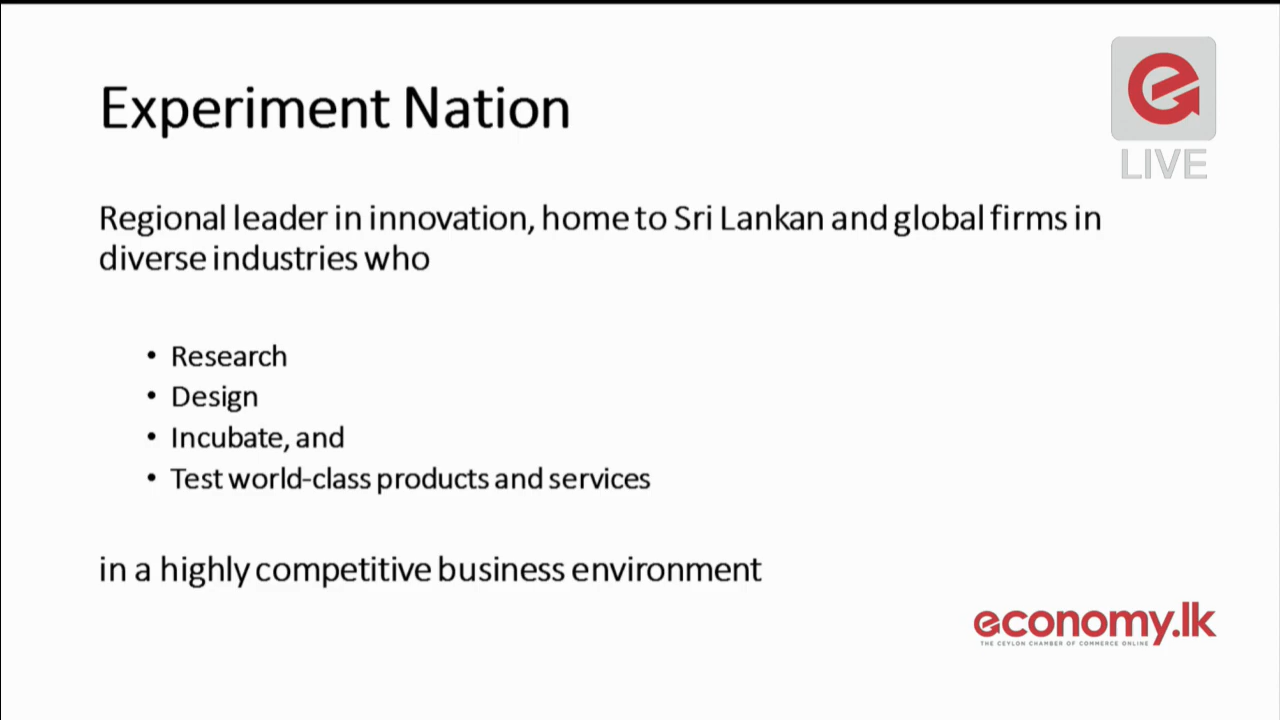 Experiment Nation
LIVE
Regional leader in innovation, home to Sri Lankan and global firms in
diverse industries who
• Research
• Design
• Incubate, and
• Test world-class products and services
in a highly competitive business environment
economy.lk
THE CEYLON CHAMBER OF COMMERCE ONLINE